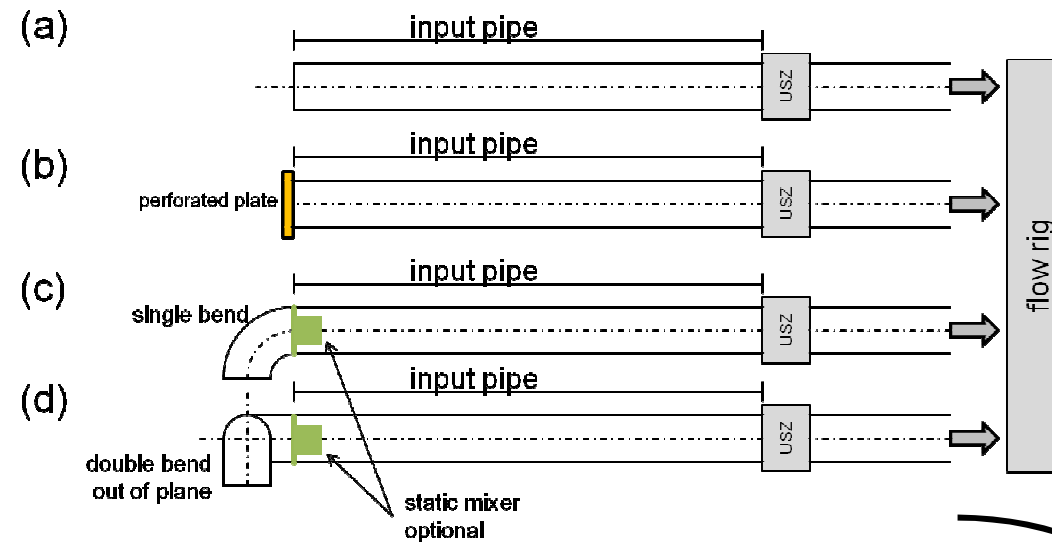 (a)
input pipe
USZ
(b)
input pipe
perforated plate
USZ
flow rig
(c)
input pipe
single bend
USZ
(d)
input pipe
USZ
double bend
out of plane
static mixer
optional